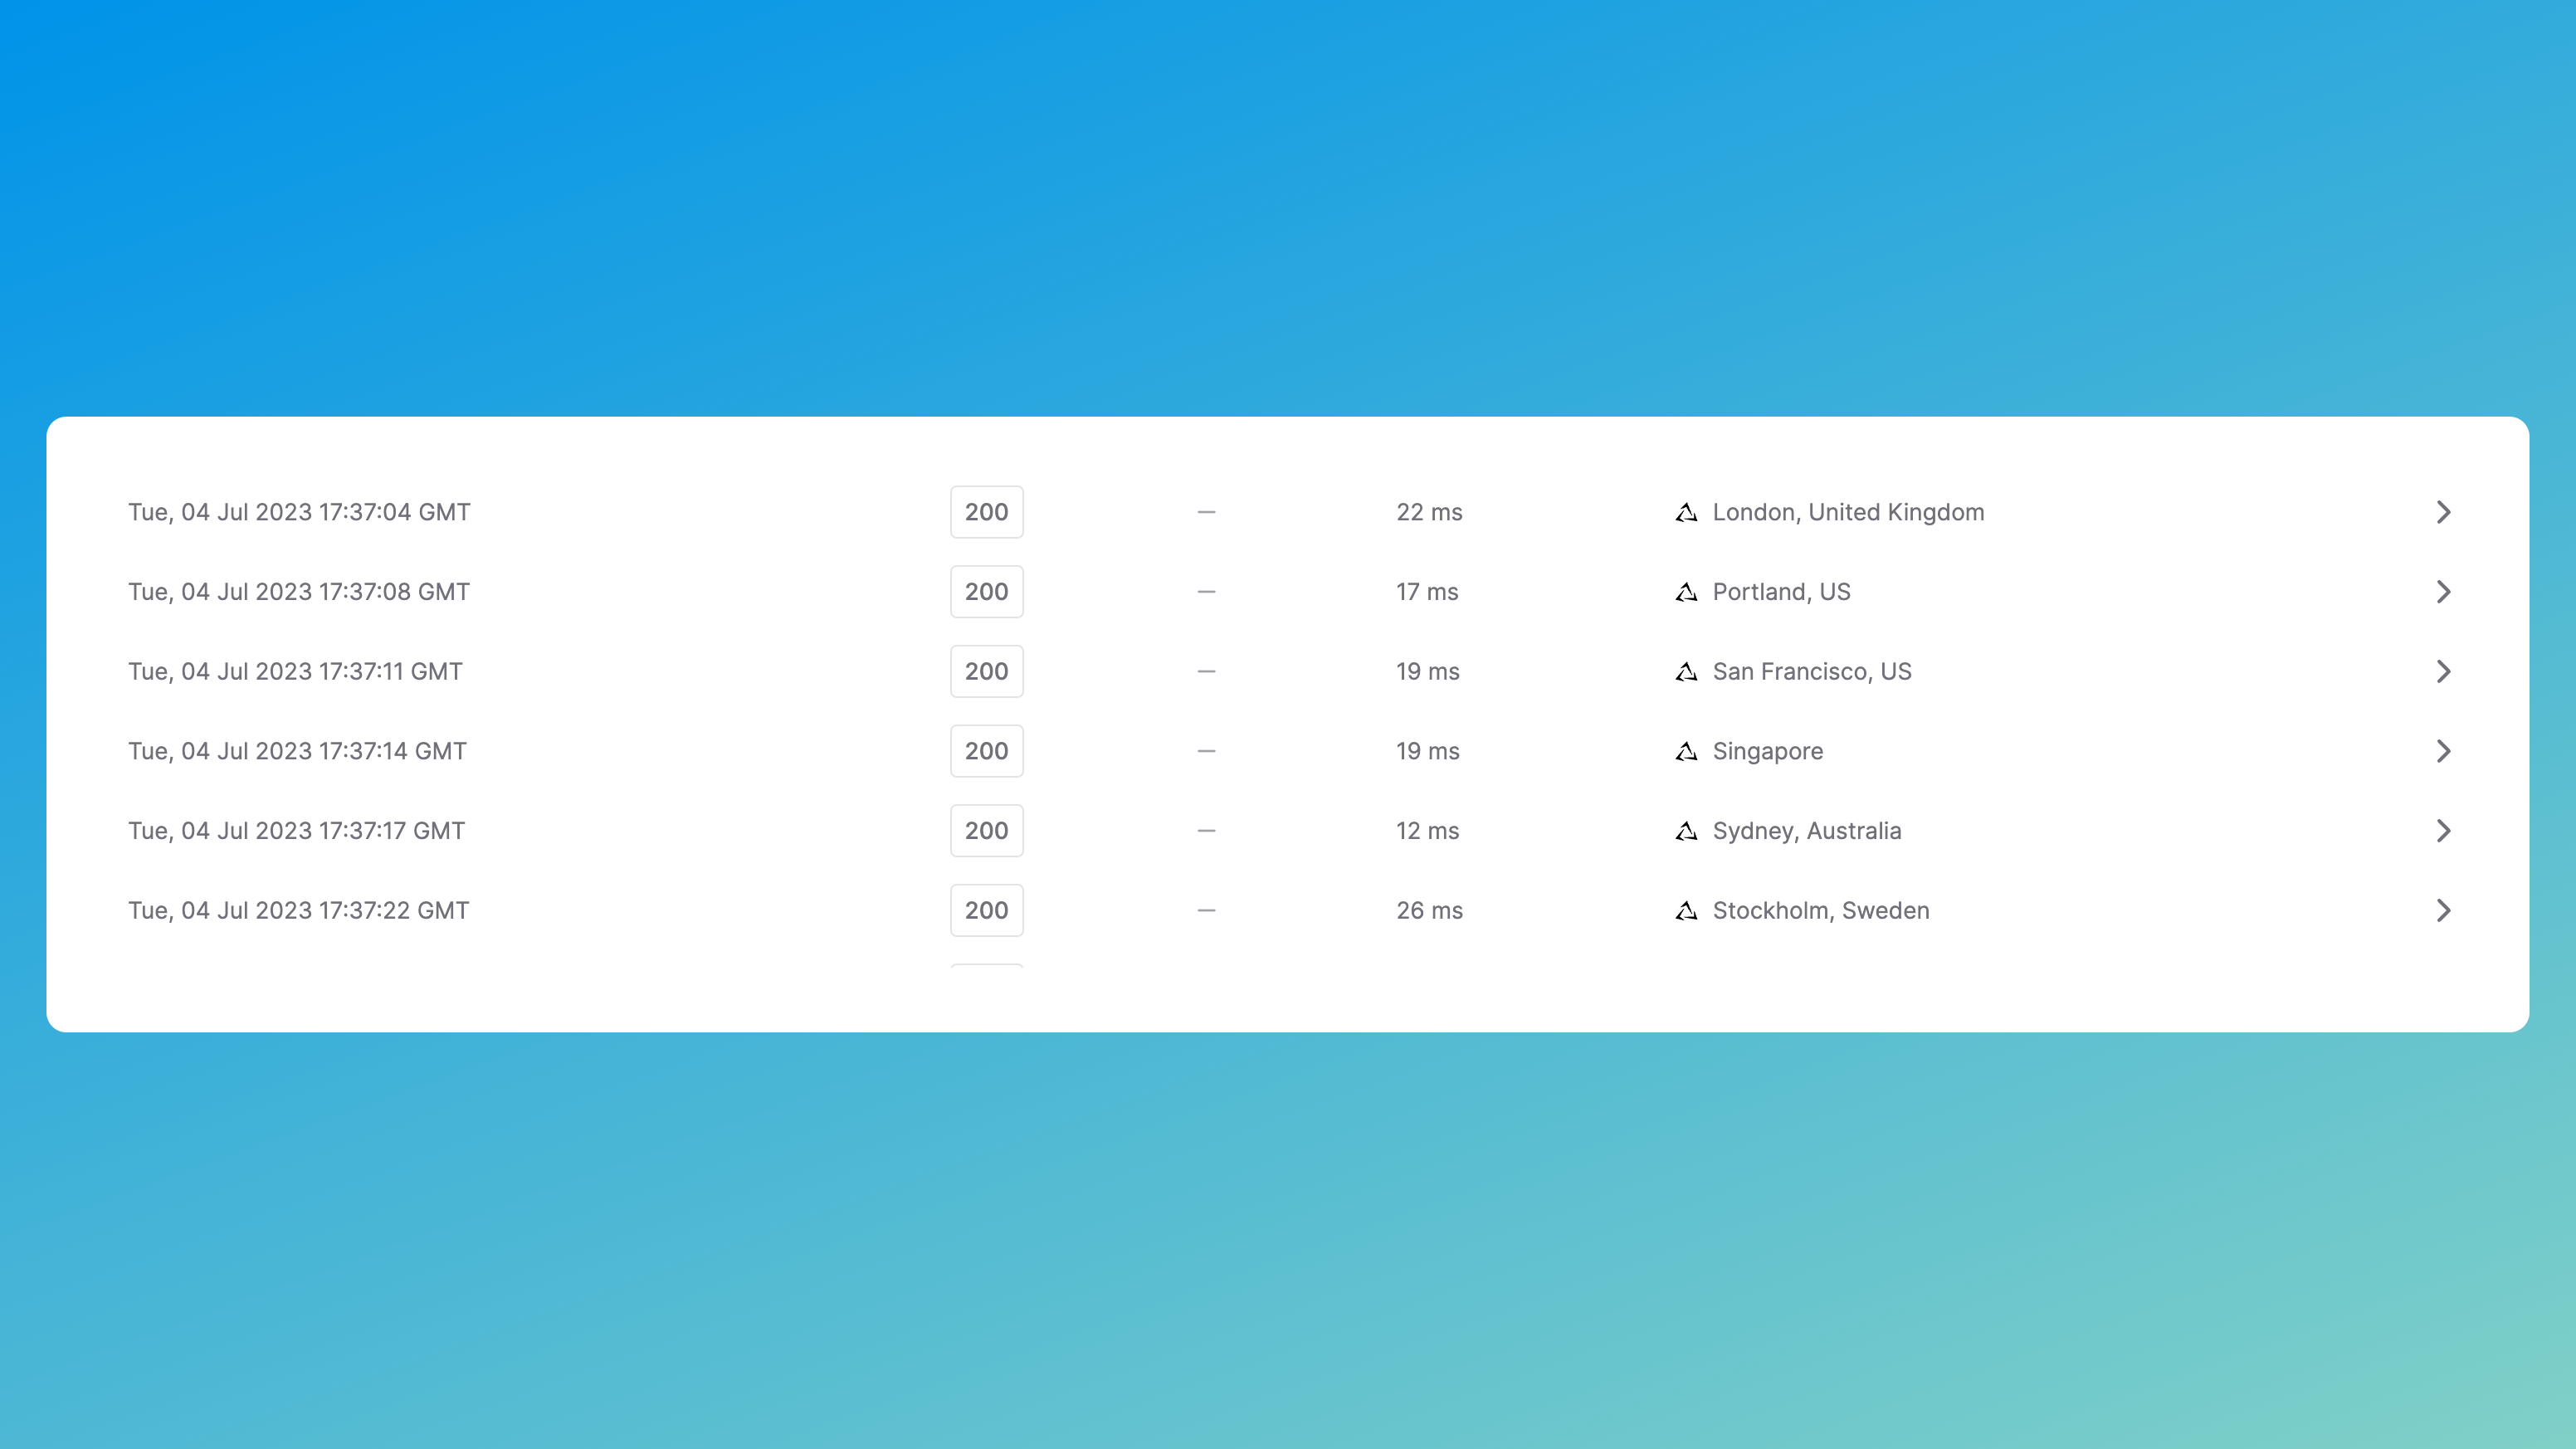 Tue, 04 Jul 2023 17:37:04 GMT 200 — 22 ms London, United Kingdom
Tue, 04 Jul 2023 17:37:08 GMT 200 — 17 ms Portland, US
Tue, 04 Jul 2023 17:37:11 GMT 200 — 19 ms San Francisco, US
Tue, 04 Jul 2023 17:37:14 GMT 200 — 19 ms Singapore
Tue, 04 Jul 2023 17:37:17 GMT 200 — 12 ms Sydney, Australia
Tue, 04 Jul 2023 17:37:22 GMT 200 — 26 ms Stockholm, Sweden